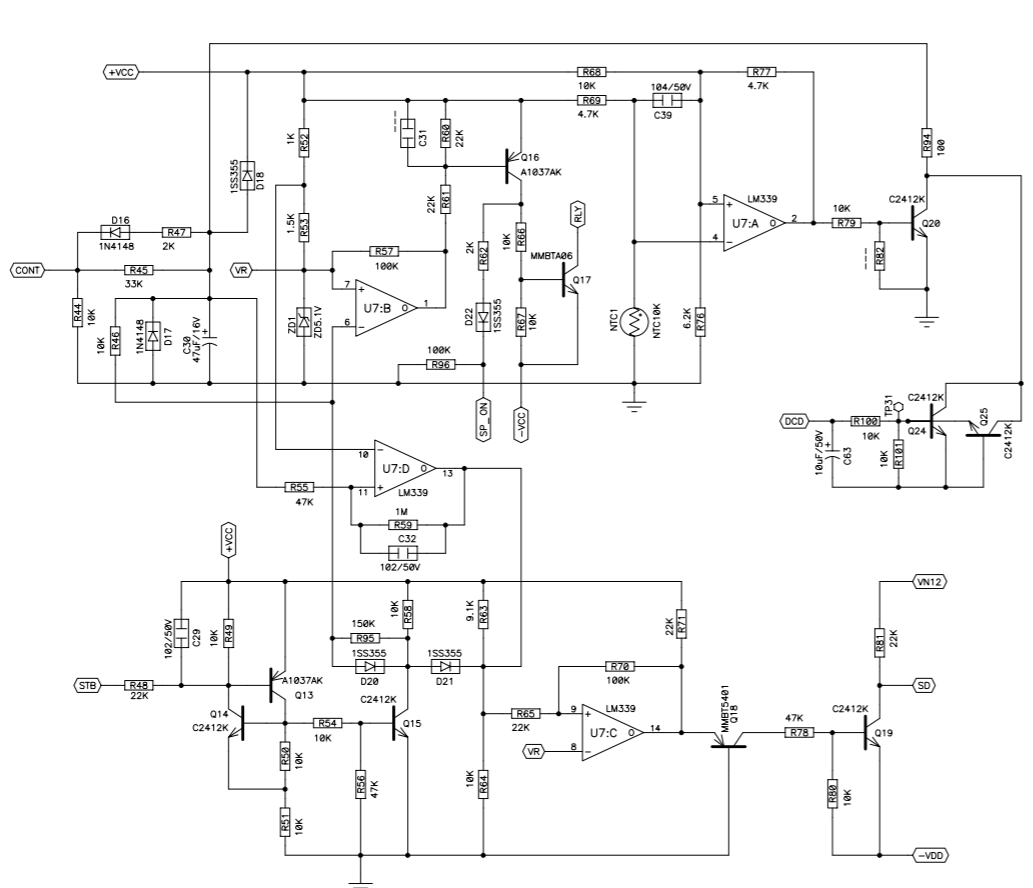 +VCC
R68
10K
R77
4.7K
104/50V
R69
4.7K
C39
1K
R52
C31
R60
22K
Q16
A1037AK
R94
100
1SS355
D18
R61
22K
D16
1N4148
R47
2K
1.5K
R53
RLY
LM339
5
+
U7:A
O
2
4
−
10K
R79
C2412K
Q20
R82
CONT
R45
33K
VR
R57
100K
2K
R62
10K
R66
MMBTA06
Q17
7
+
U7:B
O
1
6
−
R44
10K
10K
R46
1N4148
D17
C30
47uF/16V
+
ZD1
ZD5.1V
D22
1SS355
R67
10K
NTC1
NTC10K
6.2K
R76
100K
R96
SP_ON
−VCC
DCD
R100
10K
TP31
C2412K
Q24
Q25
C2412K
10uF/50V
+
C63
10K
R101
10
−
U7:D
O
13
11
+
LM339
R55
47K
1M
R59
C32
102/50V
+VCC
102/50V
C29
10K
R49
10K
R58
9.1K
R63
22K
R71
VN12
R81
22K
150K
R95
1SS355
D20
1SS355
D21
R70
100K
STB
R48
22K
A1037AK
Q13
Q14
C2412K
C2412K
Q15
R54
10K
R65
22K
9
+
LM339
U7:C
O
14
VR
8
−
MMBT5401
Q18
47K
R78
C2412K
Q19
SD
R50
10K
R56
47K
10K
R64
R80
10K
R51
10K
−VDD